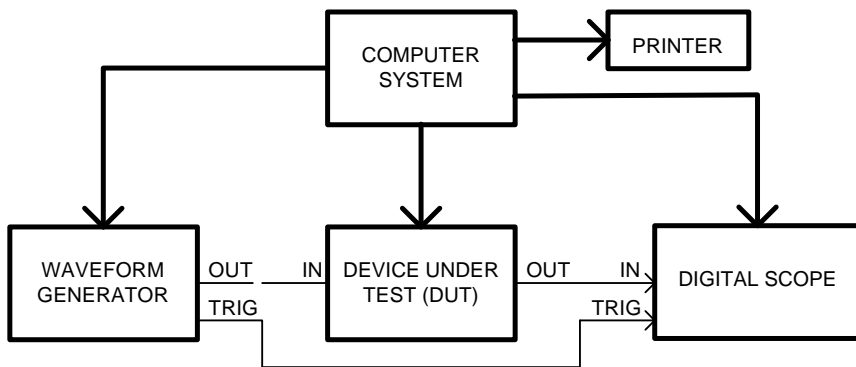 COMPUTER
SYSTEM
PRINTER
WAVEFORM
GENERATOR
OUT
IN
TRIG
DEVICE UNDER
TEST (DUT)
OUT
IN
TRIG
DIGITAL SCOPE